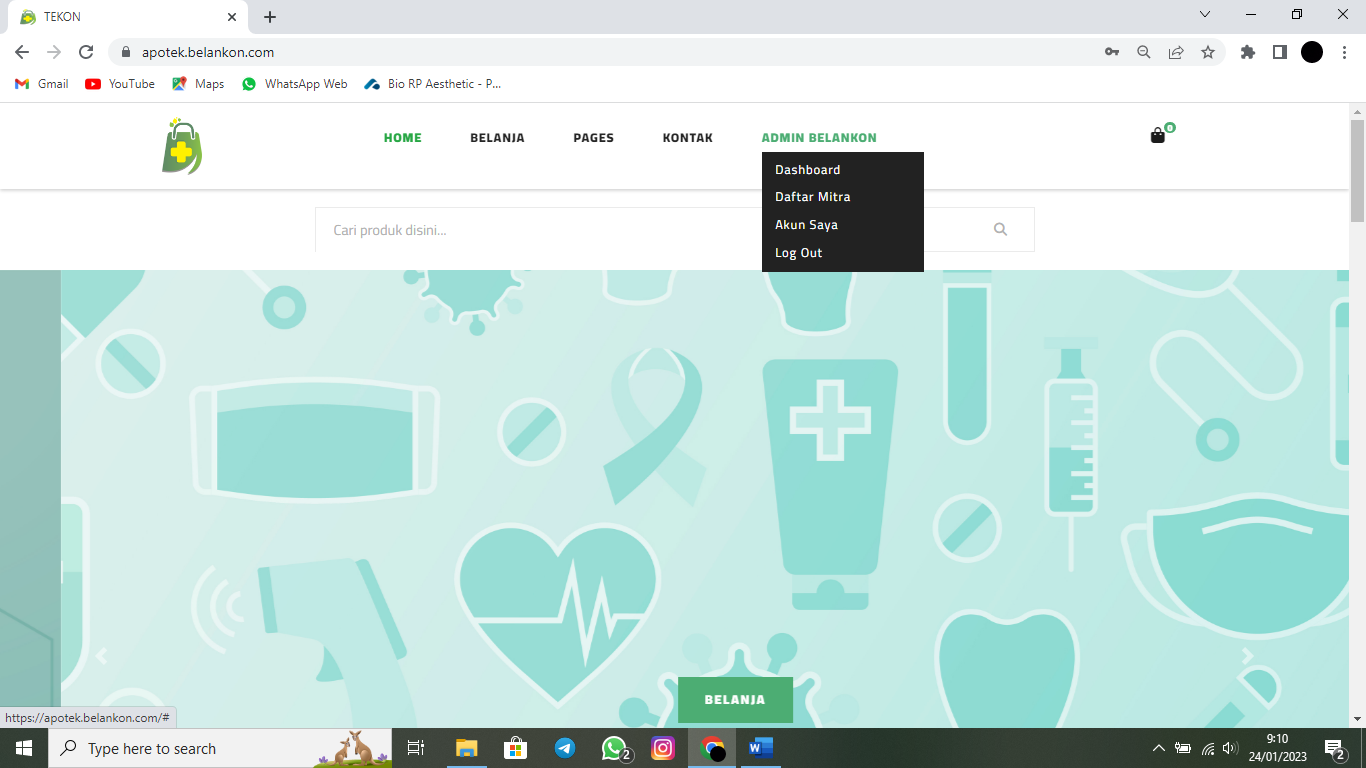 TEKON
apotek.belankon.com
Gmail YouTube Maps WhatsApp Web Bio RP Aesthetic - P...
HOME BELANJA PAGES KONTAK ADMIN BELANKON 0
Dashboard
Daftar Mitra
Akun Saya
Log Out
Cari produk disini...
BELANJA
https://apotek.belankon.com/#
Type here to search
2
9:10
24/01/2023
2